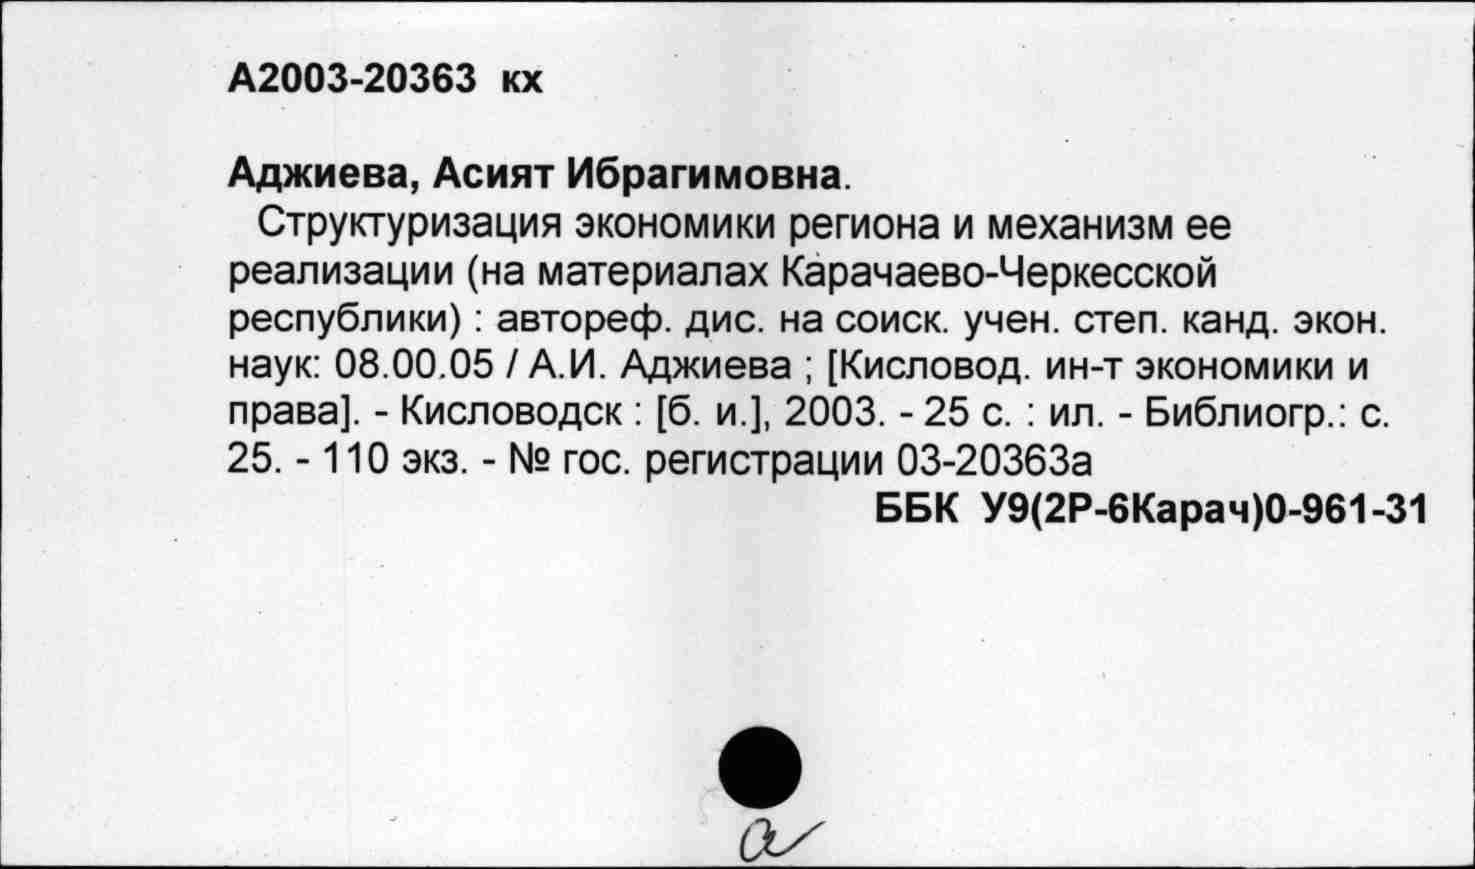 А2003-20363 кх
Аджиева, Асият Ибрагимовна.
Структуризация экономики региона и механизм ее
реализации (на материалах Карачаево-Черкесской
республики) : автореф. дис. на соиск. учен. степ. канд. экон.
наук: 08.00.05 / А.И. Аджиева ; [Кисловод. ин-т экономики и
права]. - Кисловодск : [б. и.], 2003. - 25 с. : ил. - Библиогр.: с.
25. - 110 экз. - № гос. регистрации 03-20363а
ББК У9(2Р-6Карач)0-961-31
а